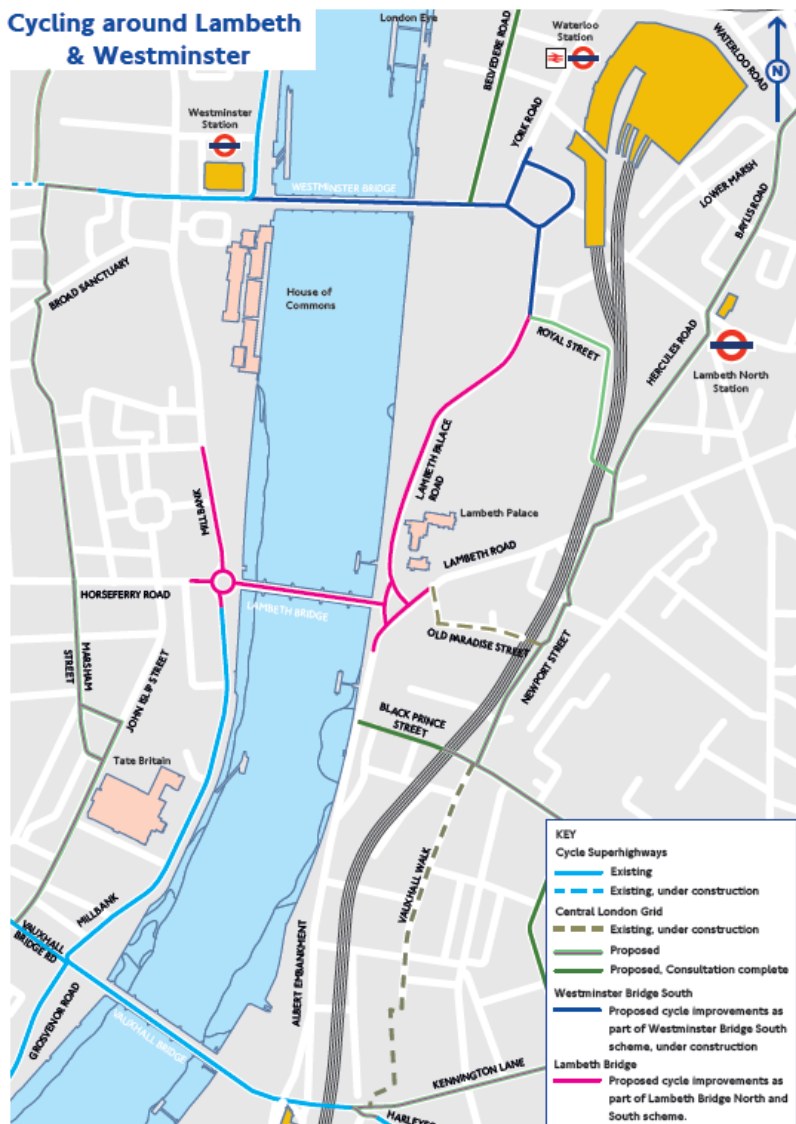 Cycling around Lambeth
& Westminster
London Eye
BELVEDERE ROAD
Waterloo
Station
WATERLOO ROAD
N
Westminster
Station
YORK ROAD
WESTMINSTER BRIDGE
LOWER MARSH
BAYLIS ROAD
BROAD SANCTUARY
House of
Commons
ROYAL STREET
HERCULES ROAD
Lambeth North
Station
LAMBETH PALACE
ROAD
MILLBANK
Lambeth Palace
LAMBETH ROAD
HORSEFERRY ROAD
LAMBETH BRIDGE
OLD PARADISE STREET
NEWPORT STREET
MARSHAM
STREET
JOHN ISLIP STREET
BLACK PRINCE
STREET
Tate Britain
VAUXHALL WALK
MILLBANK
VAUXHALL
BRIDGE RD
ALBERT EMBANKMENT
GROSVENOR ROAD
VAUXHALL BRIDGE
KENNINGTON LANE
HARLEYF
KEY
Cycle Superhighways
Existing
Existing, under construction
Central London Grid
Existing, under construction
Proposed
Proposed, Consultation complete
Westminster Bridge South
Proposed cycle improvements as
part of Westminster Bridge South
scheme, under construction
Lambeth Bridge
Proposed cycle improvements as
part of Lambeth Bridge North and
South scheme.